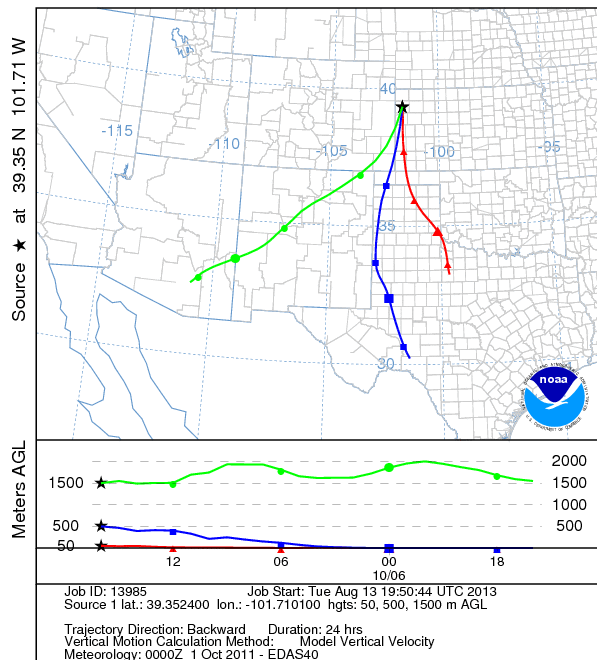 Source ★ at 39.35 N 101.71 W
40
-115
-110
-105
-100
-95
35
30
noaa
Meters AGL
1500
500
50
2000
1500
1000
500
12
06
00
18
10/06
Job ID: 13985 Job Start: Tue Aug 13 19:50:44 UTC 2013
Source 1 lat.: 39.352400 lon.: -101.710100 hgts: 50, 500, 1500 m AGL
Trajectory Direction: Backward Duration: 24 hrs
Vertical Motion Calculation Method: Model Vertical Velocity
Meteorology: 0000Z 1 Oct 2011 - EDAS40